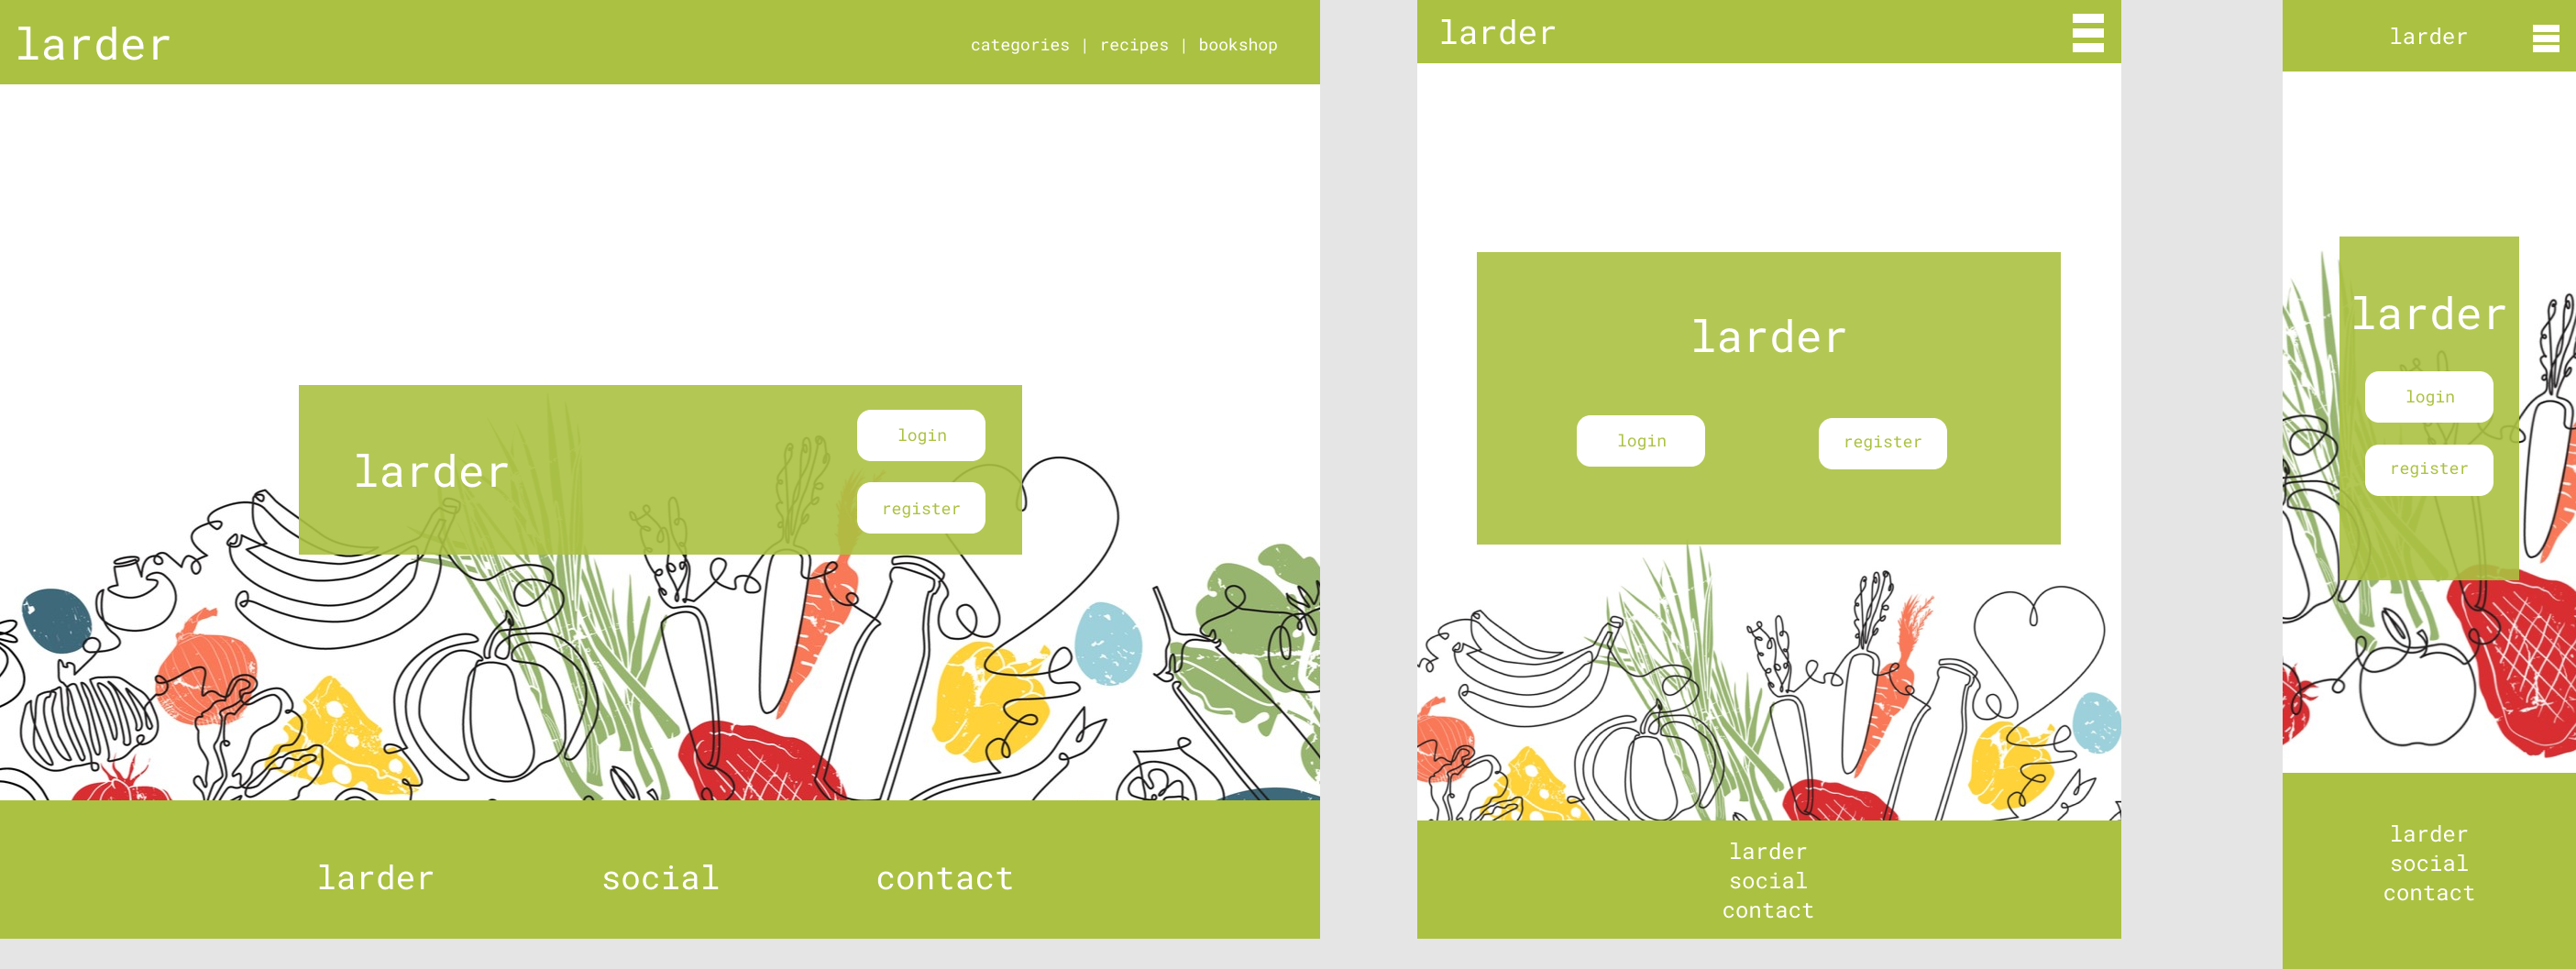 larder
categories | recipes | bookshop
larder
login
register
larder
social
contact
larder
larder
login
register
larder
social
contact
larder
larder
login
register
larder
social
contact